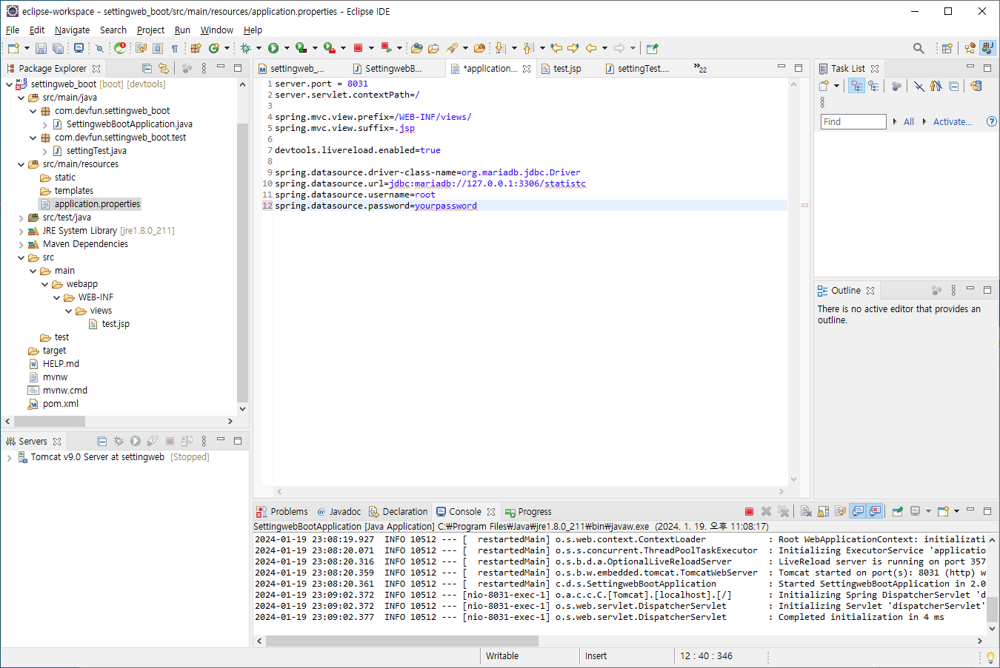 eclipse-workspace - settingweb_boot/src/main/resources/application.properties - Eclipse IDE
File Edit Navigate Search Project Run Window Help
Package Explorer
settingweb_boot [boot] [devtools]
src/main/java
com.devfun.settingweb_boot
SettingwebBootApplication.java
com.devfun.settingweb_boot.test
settingTest.java
src/main/resources
static
templates
application.properties
src/test/java
JRE System Library [jre1.8.0_211]
Maven Dependencies
src
main
webapp
WEB-INF
views
test.jsp
test
target
HELP.md
mvnw
mvnw.cmd
pom.xml
Servers
Tomcat v9.0 Server at settingweb [Stopped]
settingweb_... SettingwebB... *application... test.jsp settingTest.... »22
1 server.port = 8031
2 server.servlet.contextPath=/
3
4 spring.mvc.view.prefix=/WEB-INF/views/
5 spring.mvc.view.suffix=.jsp
6
7 devtools.livereload.enabled=true
8
9 spring.datasource.driver-class-name=org.mariadb.jdbc.Driver
10 spring.datasource.url=jdbc:mariadb://127.0.0.1:3306/statistc
11 spring.datasource.username=root
12 spring.datasource.password=yourpassword
Task List
Find All Activate...
Outline
There is no active editor that provides an
outline.
Problems Javadoc Declaration Console Progress
SettingwebBootApplication [Java Application] C:₩Program Files₩Java₩jre1.8.0_211₩bin₩javaw.exe (2024. 1. 19. 오후 11:08:17)
2024-01-19 23:08:19.927 INFO 10512 --- [ restartedMain] o.s.web.context.ContextLoader : Root WebApplicationContext: initializati
2024-01-19 23:08:20.071 INFO 10512 --- [ restartedMain] o.s.s.concurrent.ThreadPoolTaskExecutor : Initializing ExecutorService 'applicatio
2024-01-19 23:08:20.316 INFO 10512 --- [ restartedMain] o.s.b.d.a.OptionalLiveReloadServer : LiveReload server is running on port 357
2024-01-19 23:08:20.359 INFO 10512 --- [ restartedMain] o.s.b.w.embedded.tomcat.TomcatWebServer : Tomcat started on port(s): 8031 (http) w
2024-01-19 23:08:20.361 INFO 10512 --- [ restartedMain] c.d.s.SettingwebBootApplication : Started SettingwebBootApplication in 2.0
2024-01-19 23:09:02.372 INFO 10512 --- [nio-8031-exec-1] o.a.c.c.C.[Tomcat].[localhost].[/] : Initializing Spring DispatcherServlet 'd
2024-01-19 23:09:02.372 INFO 10512 --- [nio-8031-exec-1] o.s.web.servlet.DispatcherServlet : Initializing Servlet 'dispatcherServlet'
2024-01-19 23:09:02.377 INFO 10512 --- [nio-8031-exec-1] o.s.web.servlet.DispatcherServlet : Completed initialization in 4 ms
Writable Insert 12 : 40 : 346